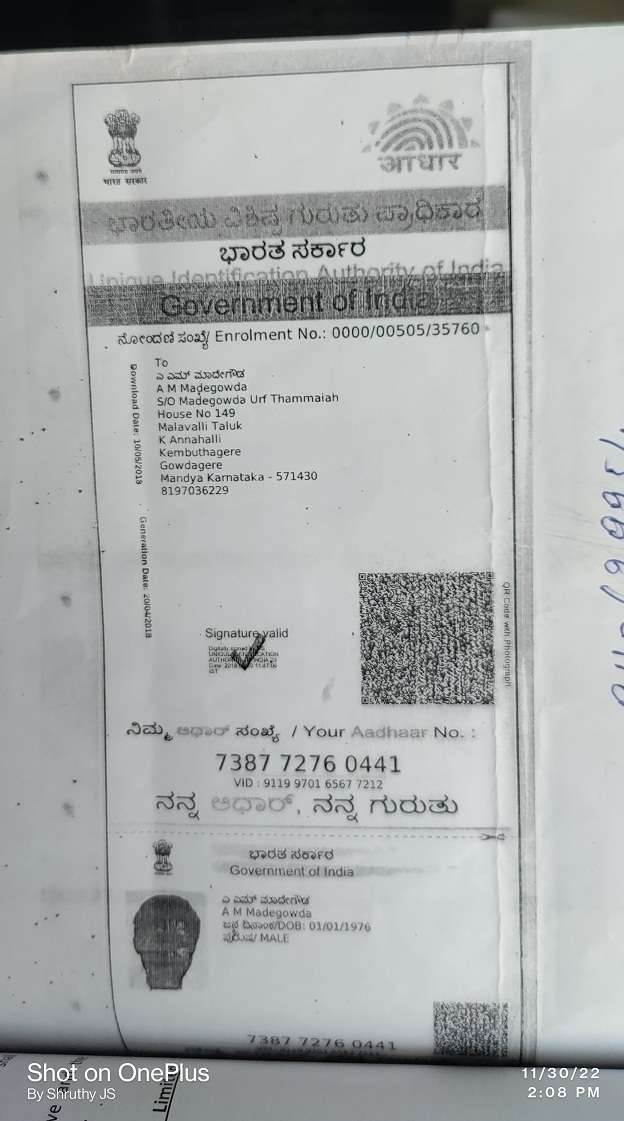 भारत सरकार
आधार
ಭಾರತೀಯ ವಿಶಿಷ್ಟ ಗುರುತು ಪ್ರಾಧಿಕಾರ
ಭಾರತ ಸರ್ಕಾರ
Unique Identification Authority of India
Government of India
ನೋಂದಣಿ ಸಂಖ್ಯೆ/ Enrolment No.: 0000/00505/35760
To
ಎ ಎಮ್ ಮಾದೇಗೌಡ
A M Madegowda
S/O Madegowda Urf Thammaiah
House No 149
Malavalli Taluk
K Annahalli
Kembuthagere
Gowdagere
Mandya Karnataka - 571430
8197036229
Download Date: 10/05/2018
Generation Date: 20/04/2018
Signature valid
QR Code with Photograph
ನಿಮ್ಮ ಆಧಾರ್ ಸಂಖ್ಯೆ / Your Aadhaar No. :
7387 7276 0441
VID : 9119 9701 6567 7212
ನನ್ನ ಆಧಾರ್, ನನ್ನ ಗುರುತು
ಭಾರತ ಸರ್ಕಾರ
Government of India
ಎ ಎಮ್ ಮಾದೇಗೌಡ
A M Madegowda
ಜನ್ಮ ದಿನಾಂಕ/DOB: 01/01/1976
ಪುರುಷ/ MALE
7387 7276 0441
Shot on OnePlus
By Shruthy JS
11/30/22
2:08 PM